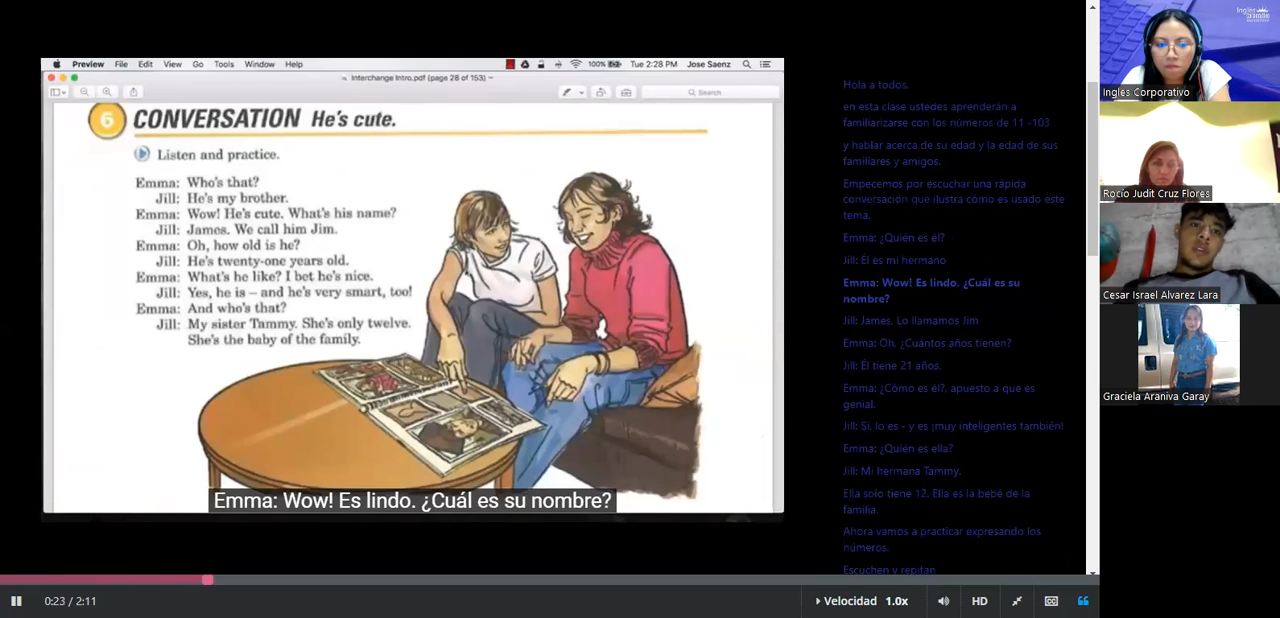 Preview File Edit View Go Tools Window Help
100% Tue 2:28 PM Jose Saenz
Interchange Intro.pdf (page 28 of 153)
Search
6 CONVERSATION He's cute.
Listen and practice.
Emma: Who's that?
Jill: He's my brother.
Emma: Wow! He's cute. What's his name?
Jill: James. We call him Jim.
Emma: Oh, how old is he?
Jill: He's twenty-one years old.
Emma: What's he like? I bet he's nice.
Jill: Yes, he is – and he's very smart, too!
Emma: And who's that?
Jill: My sister Tammy. She's only twelve.
She's the baby of the family.
Emma: Wow! Es lindo. ¿Cuál es su nombre?
Hola a todos.
en esta clase ustedes aprenderán a
familiarizarse con los números de 11 -103
y hablar acerca de su edad y la edad de sus
familiares y amigos.
Empecemos por escuchar una rápida
conversación que ilustra cómo es usado este
tema.
Emma: ¿Quién es él?
Jill: Él es mi hermano
Emma: Wow! Es lindo. ¿Cuál es su
nombre?
Jill: James. Lo llamamos Jim
Emma: Oh, ¿Cuántos años tienen?
Jill: Él tiene 21 años.
Emma: ¿Cómo es él?, apuesto a que es
genial.
Jill: Si, lo es - y es ¡muy inteligentes también!
Emma: ¿Quién es ella?
Jill: Mi hermana Tammy.
Ella solo tiene 12. Ella es la bebé de la
familia.
Ahora vamos a practicar expresando los
números.
Escuchen y repitan
0:23 / 2:11
Velocidad 1.0x
HD
CC
Ingles
Ingles Corporativo
Rocío Judit Cruz Flores
Cesar Israel Alvarez Lara
Graciela Araniva Garay